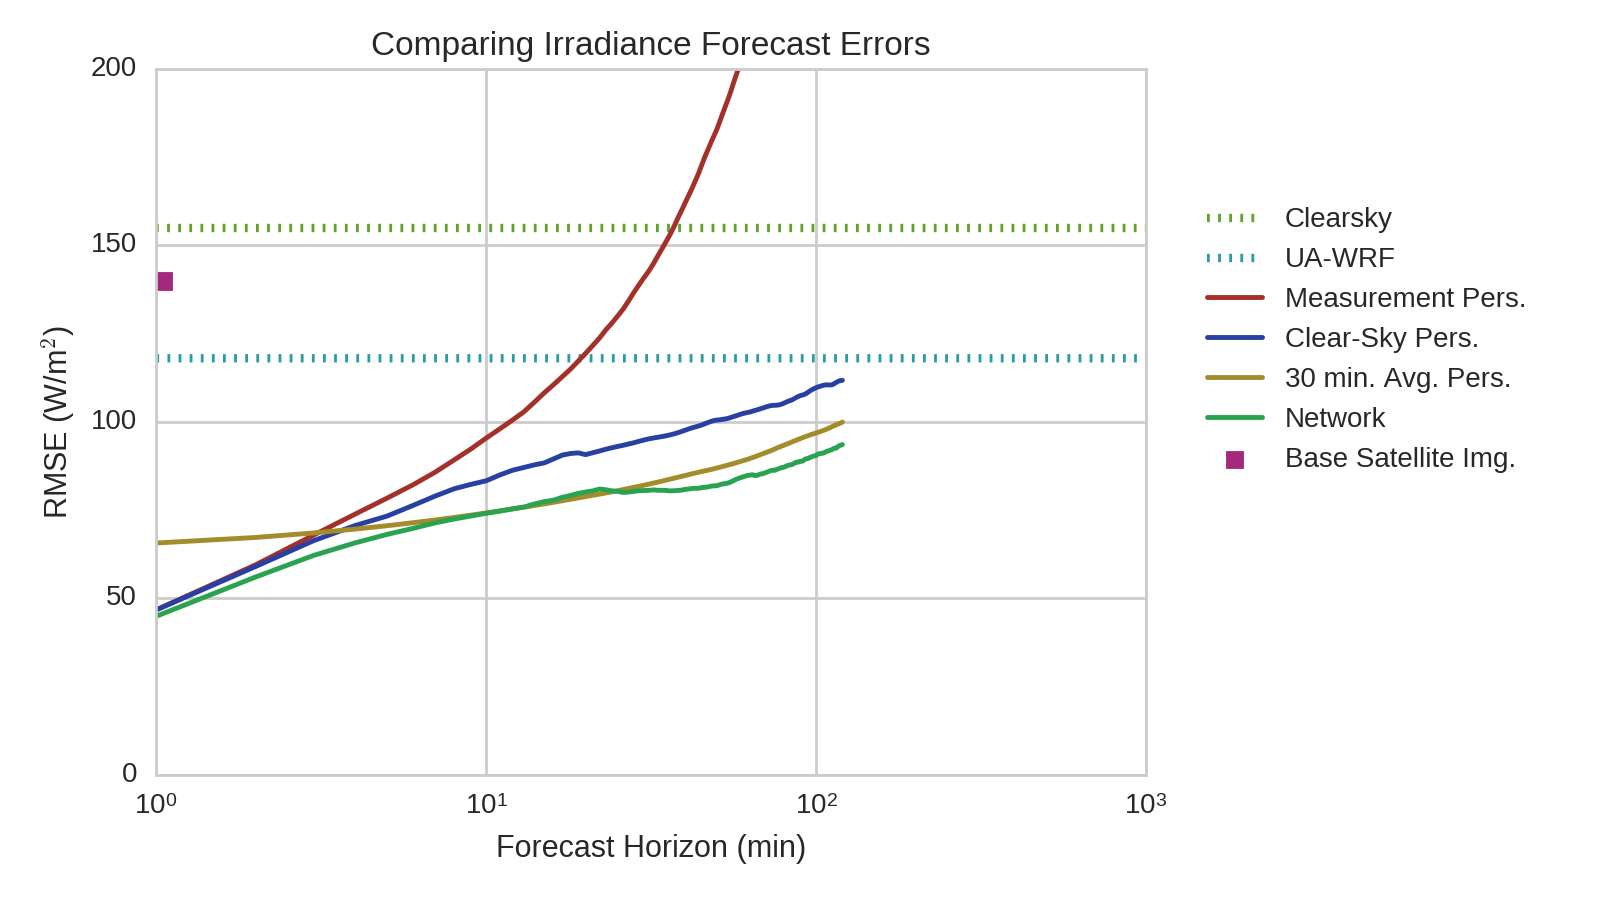 Comparing Irradiance Forecast Errors
200
150
100
50
0
RMSE (W/m²)
10⁰ 10¹ 10² 10³
Forecast Horizon (min)
Clearsky
UA-WRF
Measurement Pers.
Clear-Sky Pers.
30 min. Avg. Pers.
Network
Base Satellite Img.